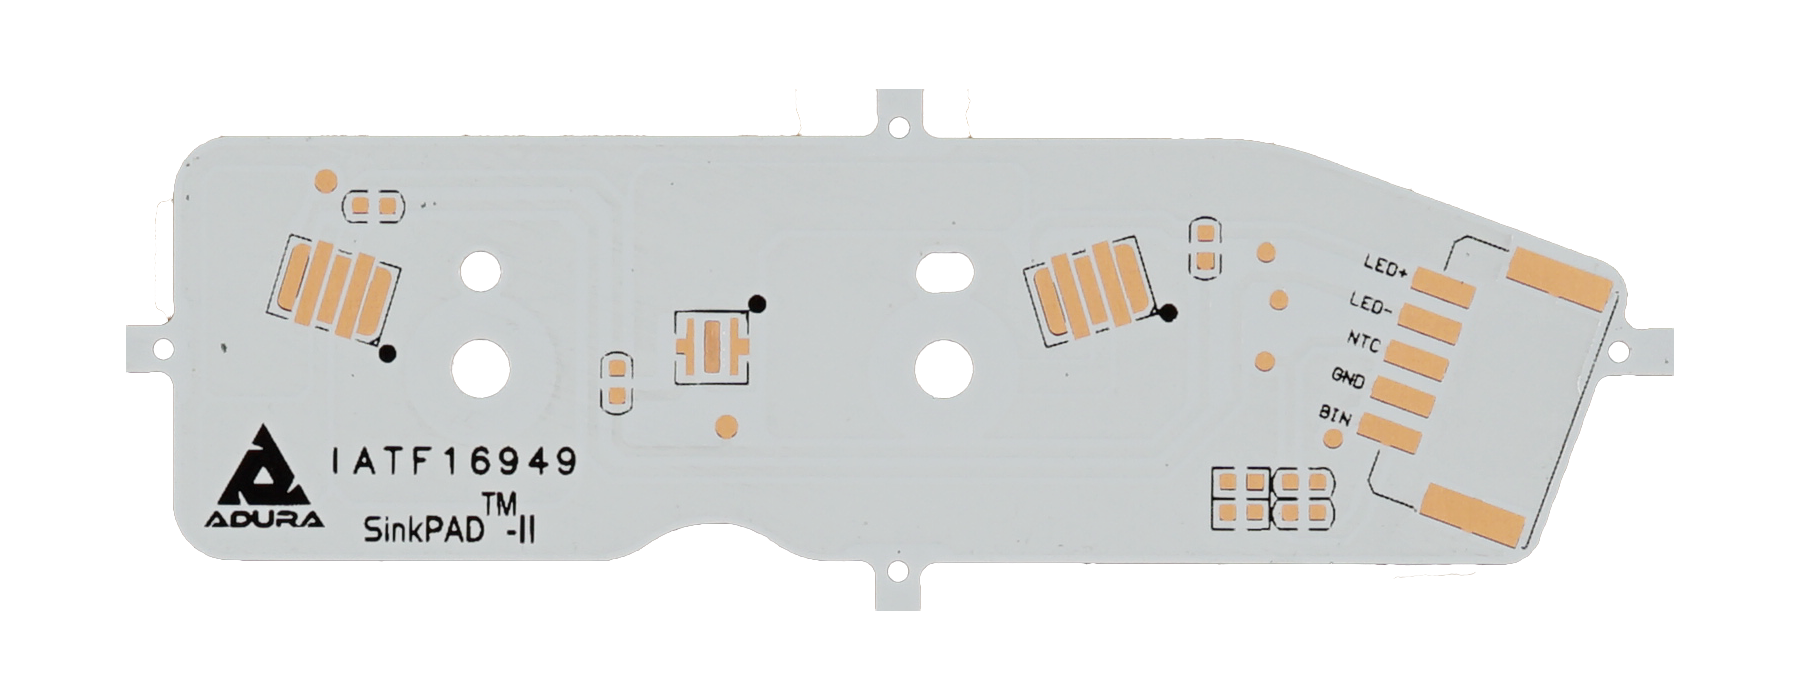 LED+
LED-
NTC
GND
BIN
IATF16949
ADURA
SinkPAD™-II